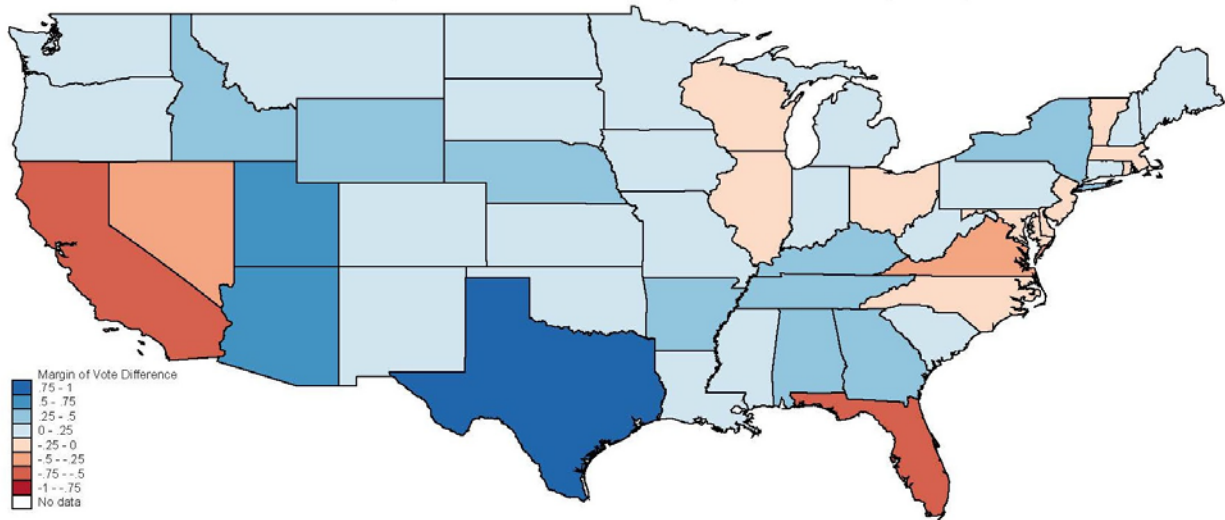 Margin of Vote Difference
.75 - 1
.5 - .75
.25 - .5
0 - .25
-.25 - 0
-.5 - -.25
-.75 - -.5
-1 - -.75
No data